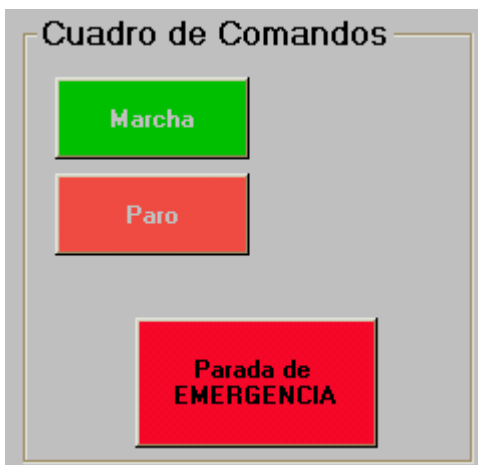 Cuadro de Comandos
Marcha
Paro
Parada de
EMERGENCIA